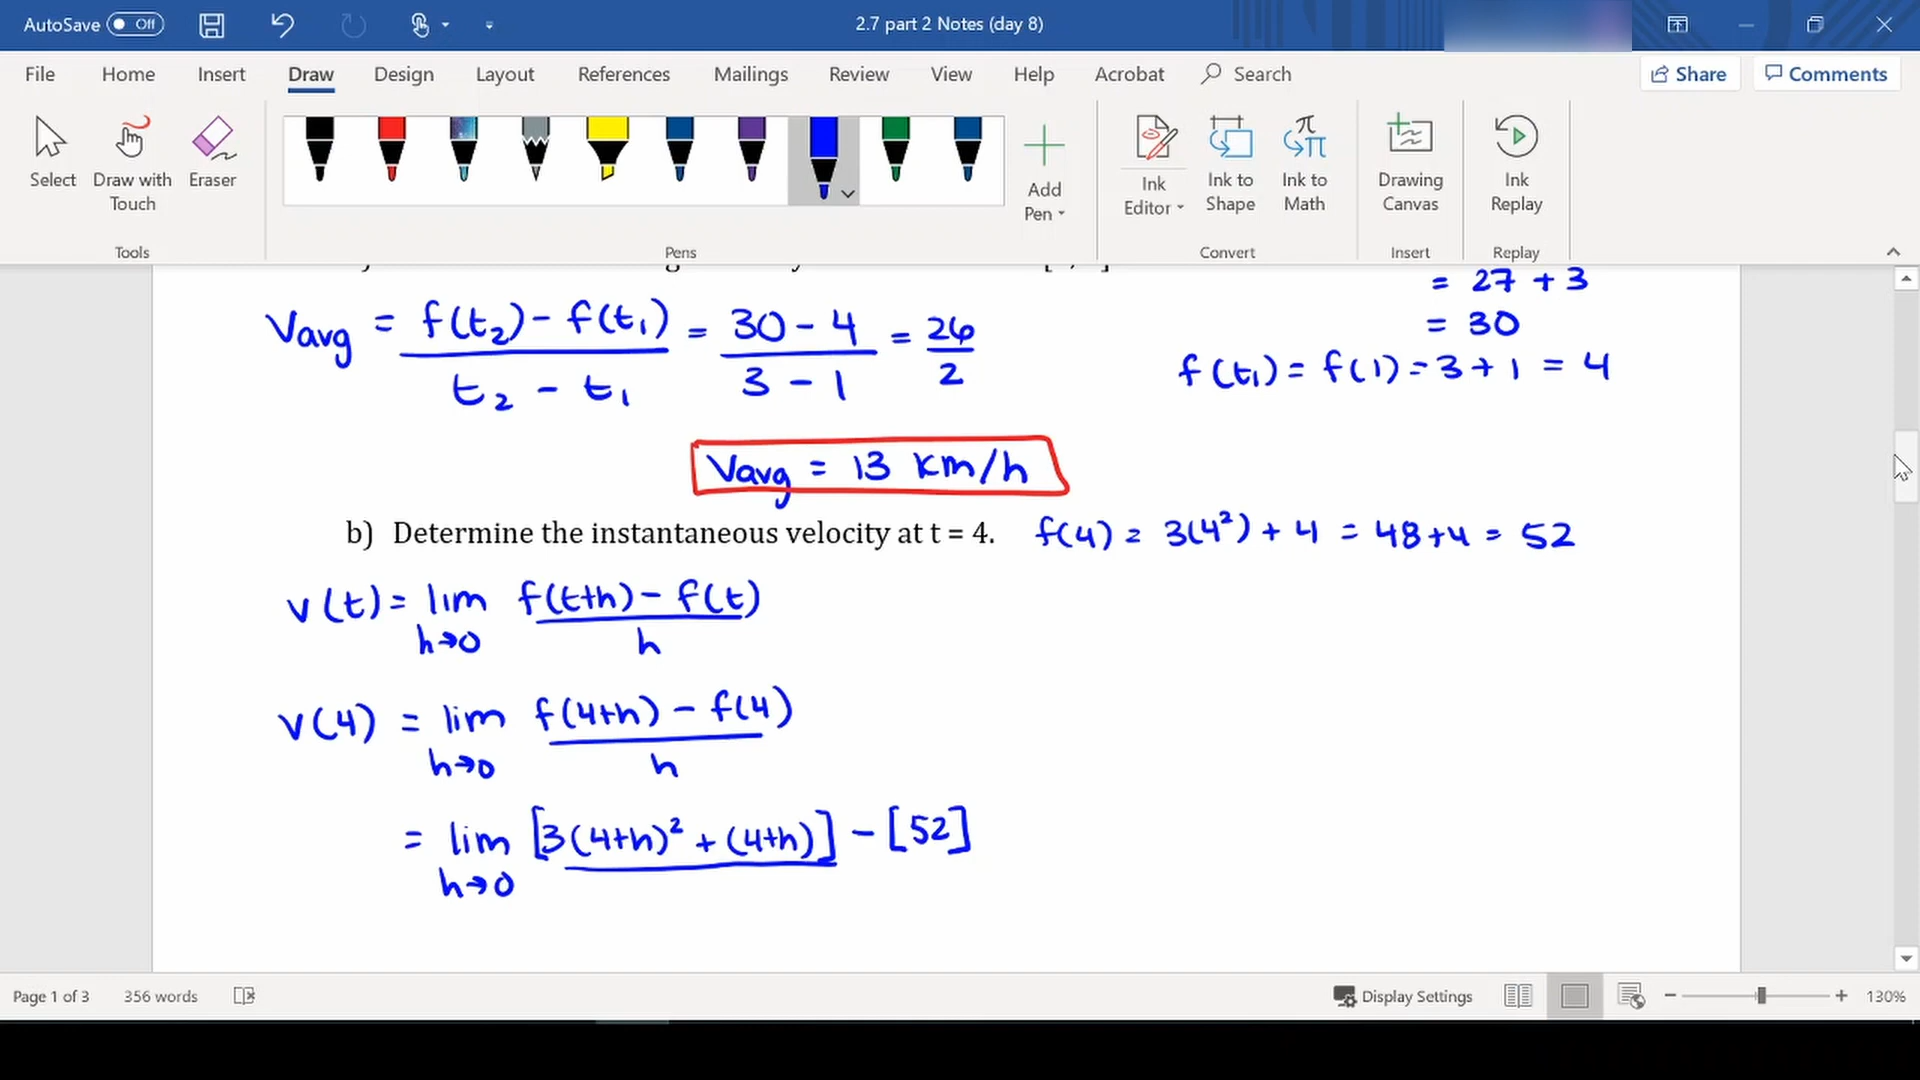 AutoSave Off 2.7 part 2 Notes (day 8)
File Home Insert Draw Design Layout References Mailings Review View Help Acrobat Search Share Comments
Select
Draw with Touch
Eraser
Add Pen
Ink Editor
Ink to Shape
Ink to Math
Drawing Canvas
Ink Replay
Tools Pens Convert Insert Replay
= 27 + 3
= 30
Vavg = f(t₂) - f(t₁) / t₂ - t₁ = 30 - 4 / 3 - 1 = 26 / 2
f(t₁) = f(1) = 3 + 1 = 4
Vavg = 13 km/h
b) Determine the instantaneous velocity at t = 4. f(4) = 3(4²) + 4 = 48+4 = 52
v(t) = lim h→0 f(t+h) - f(t) / h
v(4) = lim h→0 f(4+h) - f(4) / h
= lim h→0 [3(4+h)² + (4+h)] - [52]
Page 1 of 3 356 words Display Settings 130%